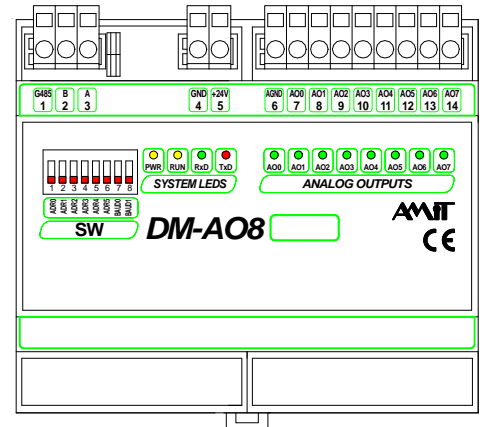 G485 B A GND +24V AGND AO0 AO1 AO2 AO3 AO4 AO5 AO6 AO7
1 2 3 4 5 6 7 8 9 10 11 12 13 14
PWR RUN RxD TxD AO0 AO1 AO2 AO3 AO4 AO5 AO6 AO7
1 2 3 4 5 6 7 8
SYSTEM LEDS ANALOG OUTPUTS
ADR0 ADR1 ADR2 ADR3 ADR4 ADR5 BAUD0 BAUD1
SW
DM-AO8
AMiT
CE